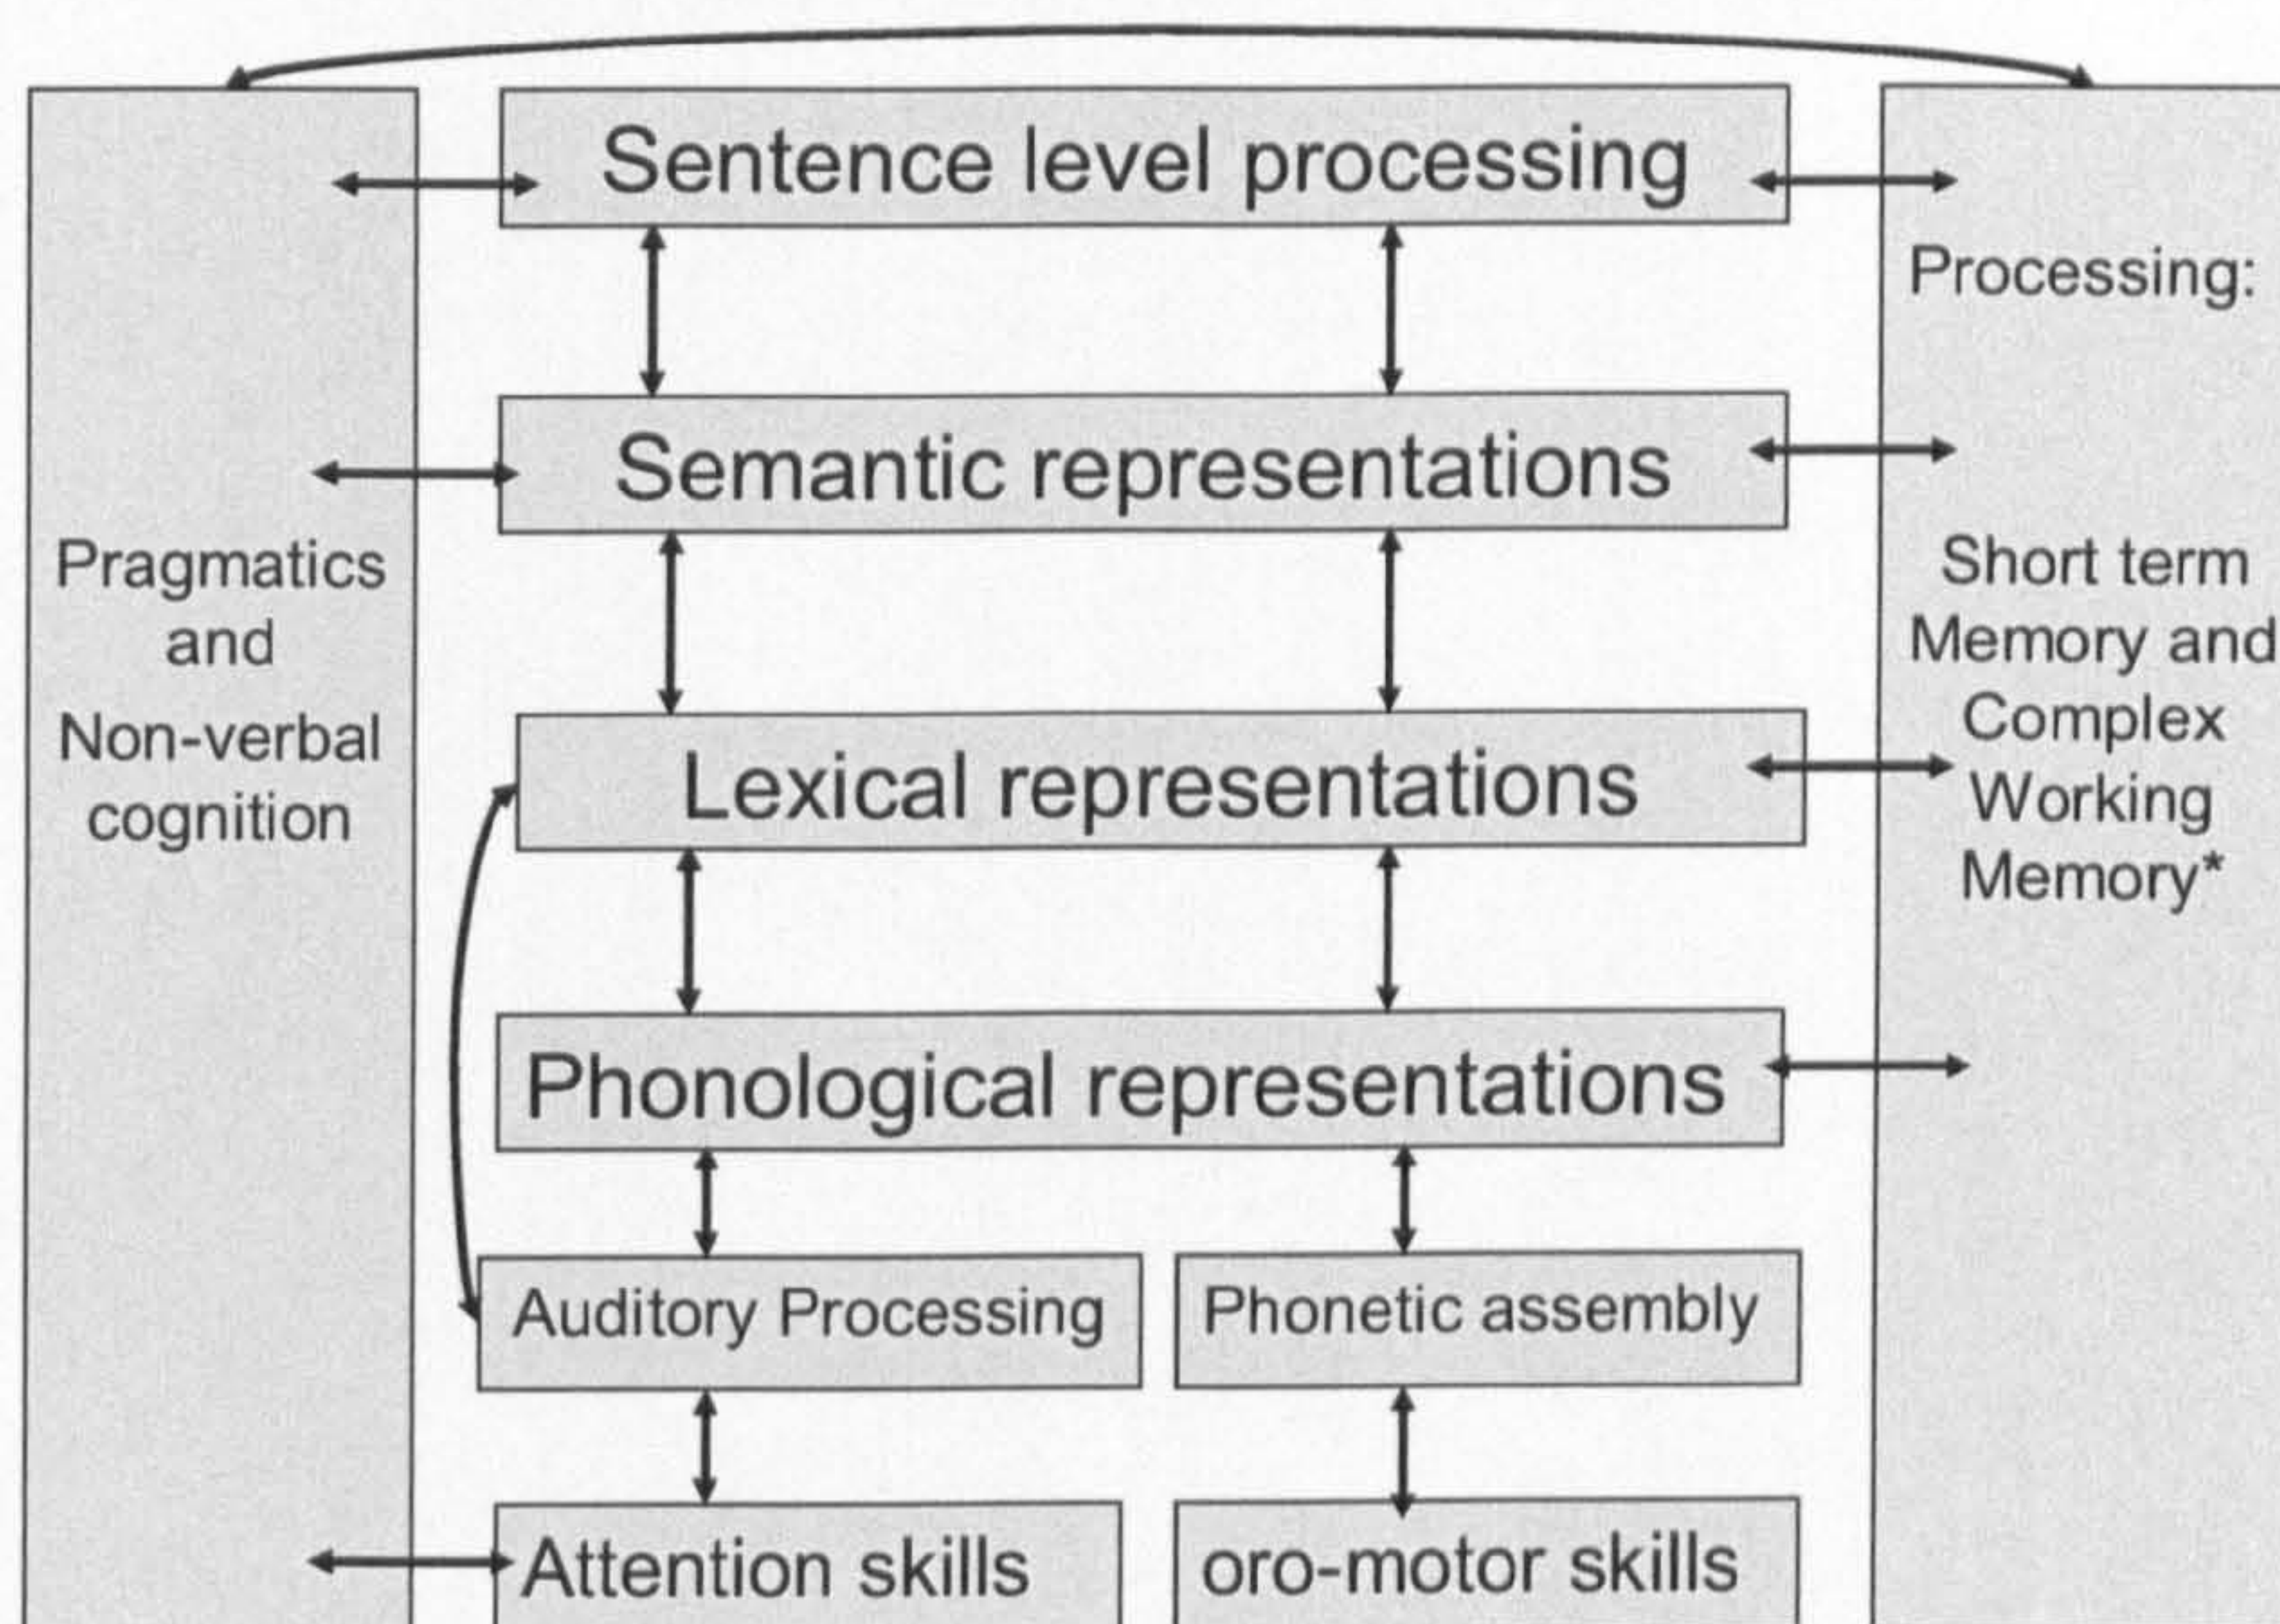 Sentence level processing
Processing:
Semantic representations
Pragmatics
and
Non-verbal
cognition
Short term
Memory and
Complex
Working
Memory*
Lexical representations
Phonological representations
Auditory Processing
Phonetic assembly
Attention skills
oro-motor skills